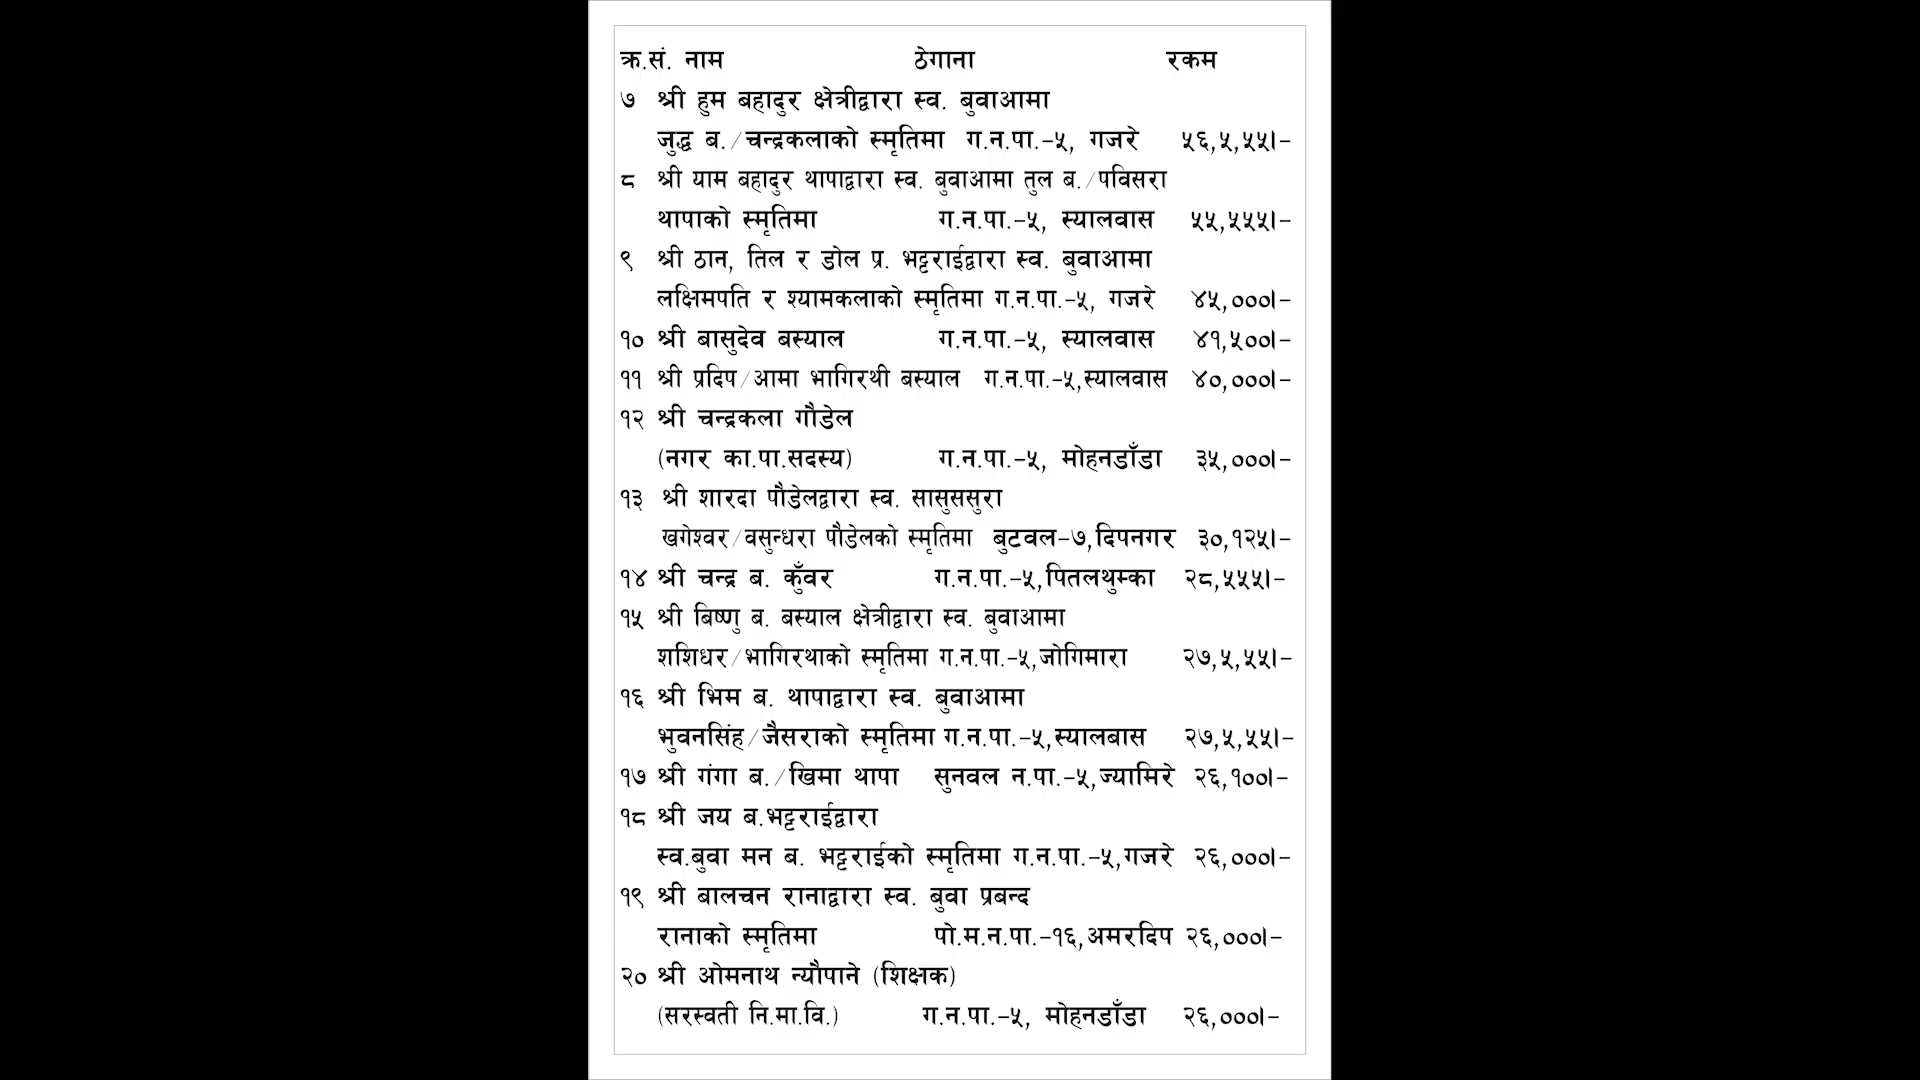 क्र.सं. नाम ठेगाना रकम
७ श्री हुम बहादुर क्षेत्रीद्वारा स्व. बुवाआमा
जुद्ध ब./चन्द्रकलाको स्मृतिमा ग.न.पा.-५, गजरे ५६,५,५५।-
८ श्री याम बहादुर थापाद्वारा स्व. बुवाआमा तुल ब./पविसरा
थापाको स्मृतिमा ग.न.पा.-५, स्यालवास ५५,५५५।-
९ श्री ठान, तिल र डोल प्र. भट्टराईद्वारा स्व. बुवाआमा
लक्षिमपति र श्यामकलाको स्मृतिमा ग.न.पा.-५, गजरे ४५,०००।-
१० श्री बासुदेव बस्याल ग.न.पा.-५, स्यालवास ४१,५००।-
११ श्री प्रदिप/आमा भागिरथी बस्याल ग.न.पा.-५,स्यालवास ४०,०००।-
१२ श्री चन्द्रकला गौडेल
(नगर का.पा.सदस्य) ग.न.पा.-५, मोहनडाँडा ३५,०००।-
१३ श्री शारदा पौडेलद्वारा स्व. सासुससुरा
खगेश्वर/वसुन्धरा पौडेलको स्मृतिमा बुटवल-७,दिपनगर ३०,१२५।-
१४ श्री चन्द्र ब. कुँवर ग.न.पा.-५,पितलथुम्का २८,५५५।-
१५ श्री बिष्णु ब. बस्याल क्षेत्रीद्वारा स्व. बुवाआमा
शशिधर/भागिरथाको स्मृतिमा ग.न.पा.-५,जोगिमारा २७,५,५५।-
१६ श्री भिम ब. थापाद्वारा स्व. बुवाआमा
भुवनसिंह/जैसराको स्मृतिमा ग.न.पा.-५,स्यालबास २७,५,५५।-
१७ श्री गंगा ब./खिमा थापा सुनवल न.पा.-५,ज्यामिरे २६,१००।-
१८ श्री जय ब.भट्टराईद्वारा
स्व.बुवा मन ब. भट्टराईको स्मृतिमा ग.न.पा.-५,गजरे २६,०००।-
१९ श्री बालचन रानाद्वारा स्व. बुवा प्रबन्द
रानाको स्मृतिमा पो.म.न.पा.-१६,अमरदिप २६,०००।-
२० श्री ओमनाथ न्यौपाने (शिक्षक)
(सरस्वती नि.मा.वि.) ग.न.पा.-५, मोहनडाँडा २६,०००।-